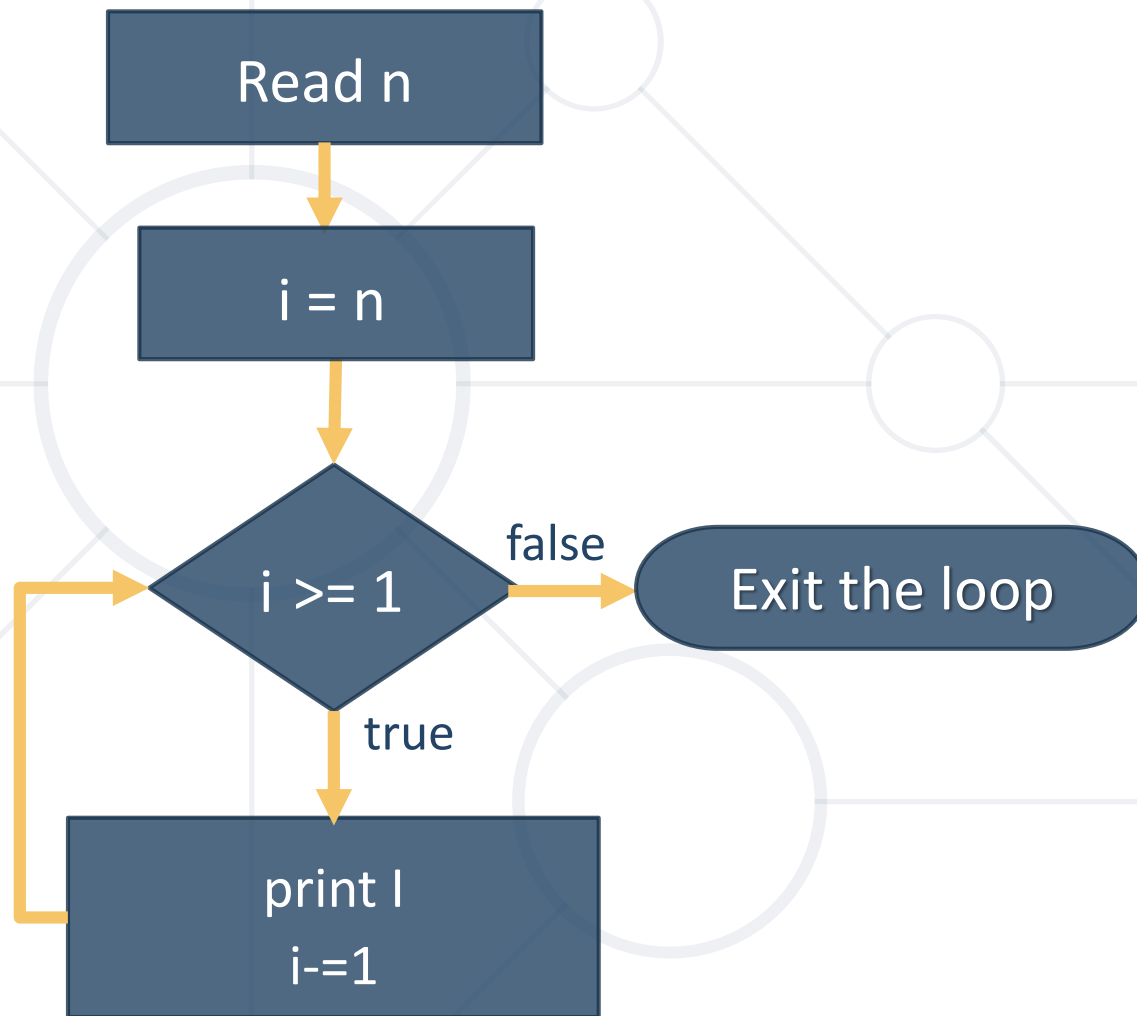 Read n
i = n
i >= 1
false
Exit the loop
true
print I
i-=1